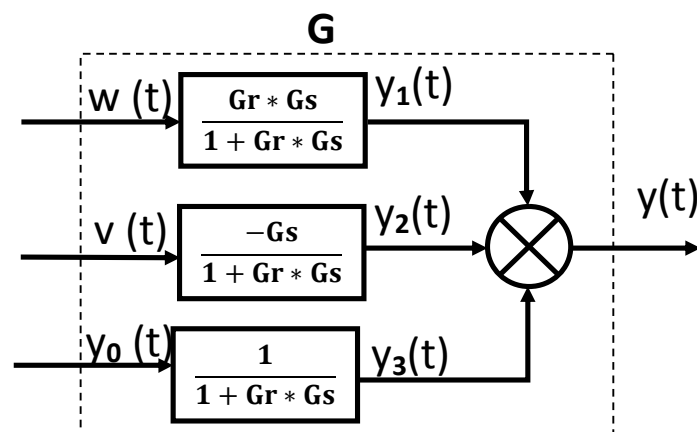 G
w (t)
Gr * Gs
1 + Gr * Gs
y₁(t)
v (t)
−Gs
1 + Gr * Gs
y₂(t)
y(t)
y₀ (t)
1
1 + Gr * Gs
y₃(t)